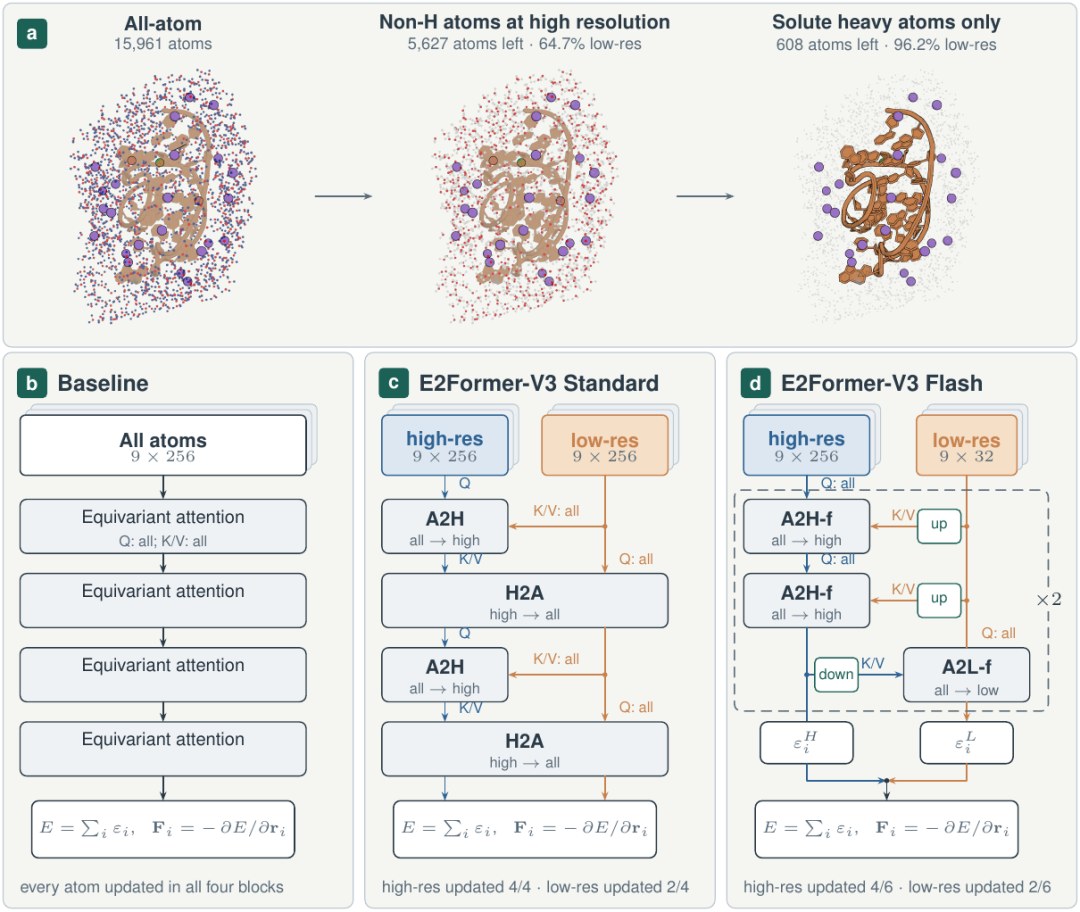 a
All-atom
15,961 atoms
Non-H atoms at high resolution
5,627 atoms left · 64.7% low-res
Solute heavy atoms only
608 atoms left · 96.2% low-res
b Baseline
All atoms
9 × 256
Equivariant attention
Q: all; K/V: all
Equivariant attention
Equivariant attention
Equivariant attention
E = ∑ᵢ εᵢ, Fᵢ = − ∂E/∂rᵢ
every atom updated in all four blocks
c E2Former-V3 Standard
high-res
9 × 256
low-res
9 × 256
Q
A2H
all → high
K/V: all
K/V
Q: all
H2A
high → all
Q
A2H
all → high
K/V: all
K/V
Q: all
H2A
high → all
E = ∑ᵢ εᵢ, Fᵢ = − ∂E/∂rᵢ
high-res updated 4/4 · low-res updated 2/4
d E2Former-V3 Flash
high-res
9 × 256
low-res
9 × 32
Q: all
A2H-f
all → high
K/V
up
Q: all
A2H-f
all → high
K/V
up
×2
Q: all
down
K/V
A2L-f
all → low
εᵢᴴ
εᵢᴸ
E = ∑ᵢ εᵢ, Fᵢ = − ∂E/∂rᵢ
high-res updated 4/6 · low-res updated 2/6